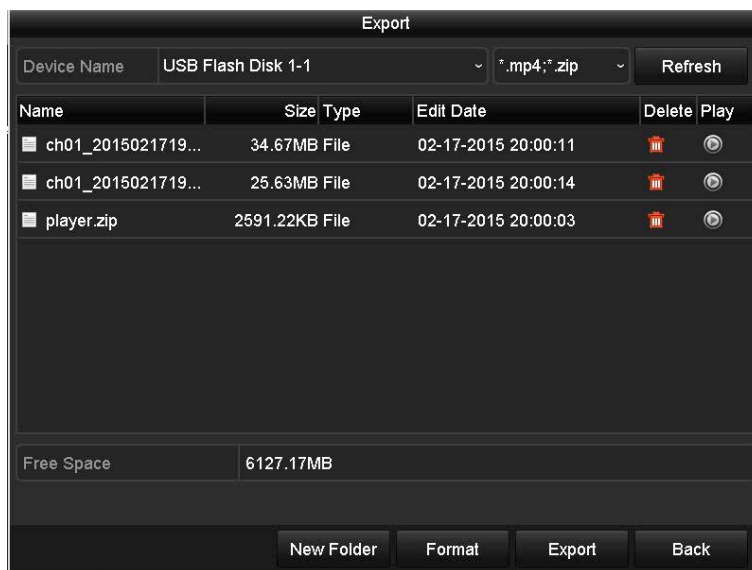 Export
Device Name USB Flash Disk 1-1 *.mp4;*.zip Refresh
Name Size Type Edit Date Delete Play
ch01_2015021719... 34.67MB File 02-17-2015 20:00:11
ch01_2015021719... 25.63MB File 02-17-2015 20:00:14
player.zip 2591.22KB File 02-17-2015 20:00:03
Free Space 6127.17MB
New Folder Format Export Back